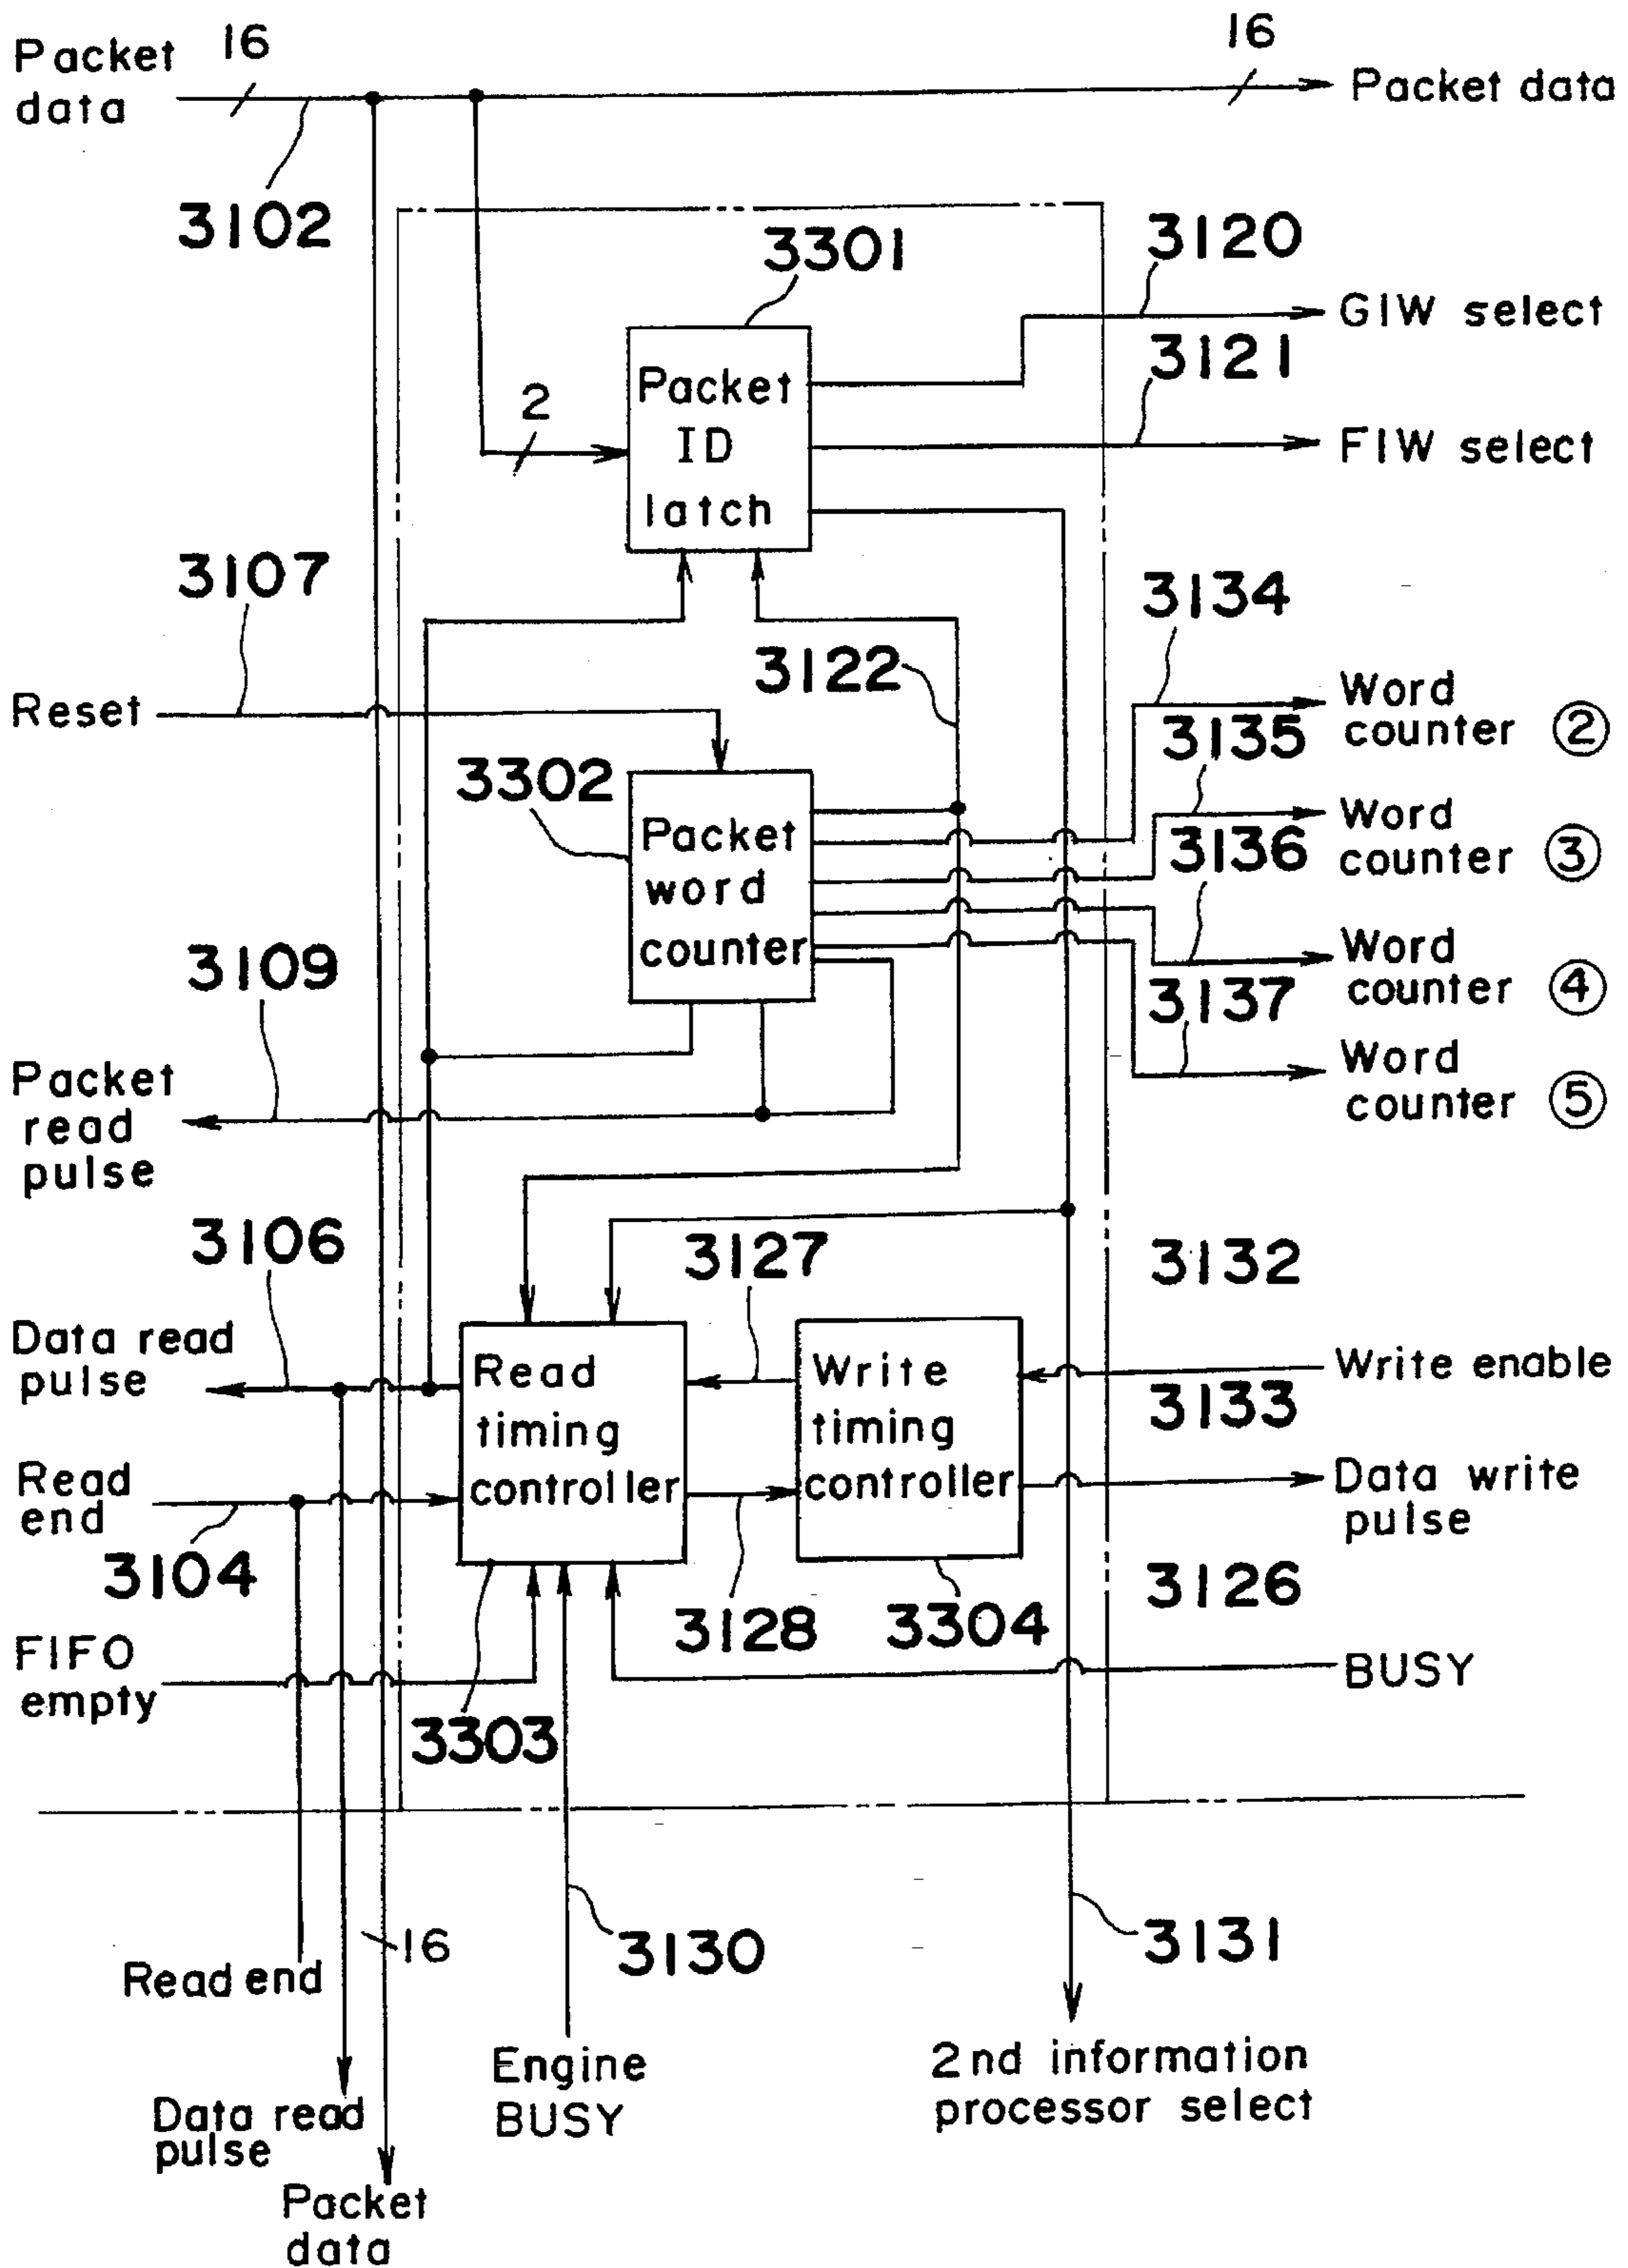 Packet data
16
16
Packet data
3102
3301
3120
GIW select
3121
FIW select
2
Packet
ID
latch
3107
3134
3122
Reset
Word
counter ②
3135
3302
Packet
word
counter
Word
counter ③
3136
3109
Word
counter ④
3137
Packet
read
pulse
Word
counter ⑤
3106
3127
3132
Data read
pulse
Read
timing
controller
Write
timing
controller
Write enable
3133
Read
end
Data write
pulse
3104
3128
3304
3126
FIFO
empty
3303
BUSY
16
3130
3131
Read end
Engine
BUSY
2nd information
processor select
Data read
pulse
Packet
data